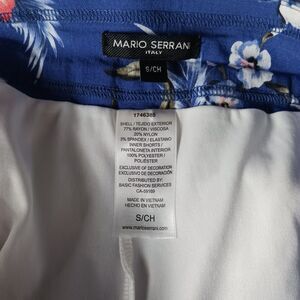 MARIO SERRANI
ITALY
S/CH
1746385
SHELL / TEJIDO EXTERIOR
77% RAYON / VISCOSA
20% NYLON
3% SPANDEX / ELASTANO
INNER SHORTS /
PANTALONETA INTERIOR
100% POLYESTER /
POLIESTER
EXCLUSIVE OF DECORATION
EXCLUSIVO DE DECORACIÓN
DISTRIBUTED BY:
BASIC FASHION SERVICES
CA-59169
MADE IN VIETNAM
HECHO EN VIETNAM
S/CH
www.marioserrani.com